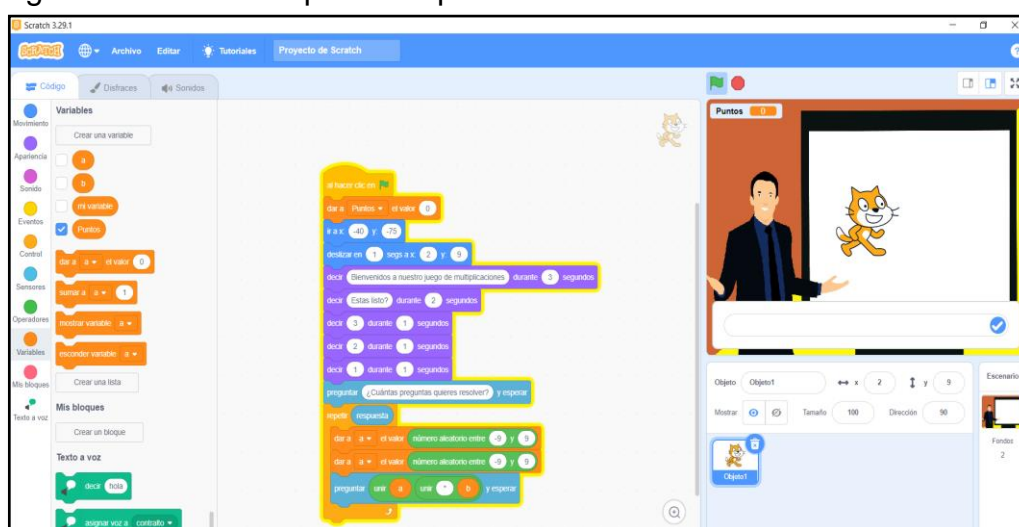 Scratch 3.29.1
SCRATCH Archivo Editar Tutoriales Proyecto de Scratch
Código Disfraces Sonidos
Movimiento
Apariencia
Sonido
Eventos
Control
Sensores
Operadores
Variables
Mis bloques
Texto a voz
Variables
Crear una variable
a
b
mi variable
Puntos
dar a a el valor 0
sumar a a 1
mostrar variable a
esconder variable a
Crear una lista
Mis bloques
Crear un bloque
Texto a voz
decir hola
asignar voz a contralto
al hacer clic en
dar a Puntos el valor 0
ir a x: -40 y: -75
deslizar en 1 segs a x: 2 y: 9
decir Bienvenidos a nuestro juego de multiplicaciones durante 3 segundos
decir Estas listo? durante 2 segundos
decir 3 durante 1 segundos
decir 2 durante 1 segundos
decir 1 durante 1 segundos
preguntar ¿Cuántas preguntas quieres resolver? y esperar
repetir respuesta
dar a a el valor número aleatorio entre -9 y 9
dar a a el valor número aleatorio entre -9 y 9
preguntar unir a unir * b y esperar
Puntos 0
Objeto Objeto1 x 2 y 9
Mostrar Tamaño 100 Dirección 90
Objeto1
Escenario
Fondos
2